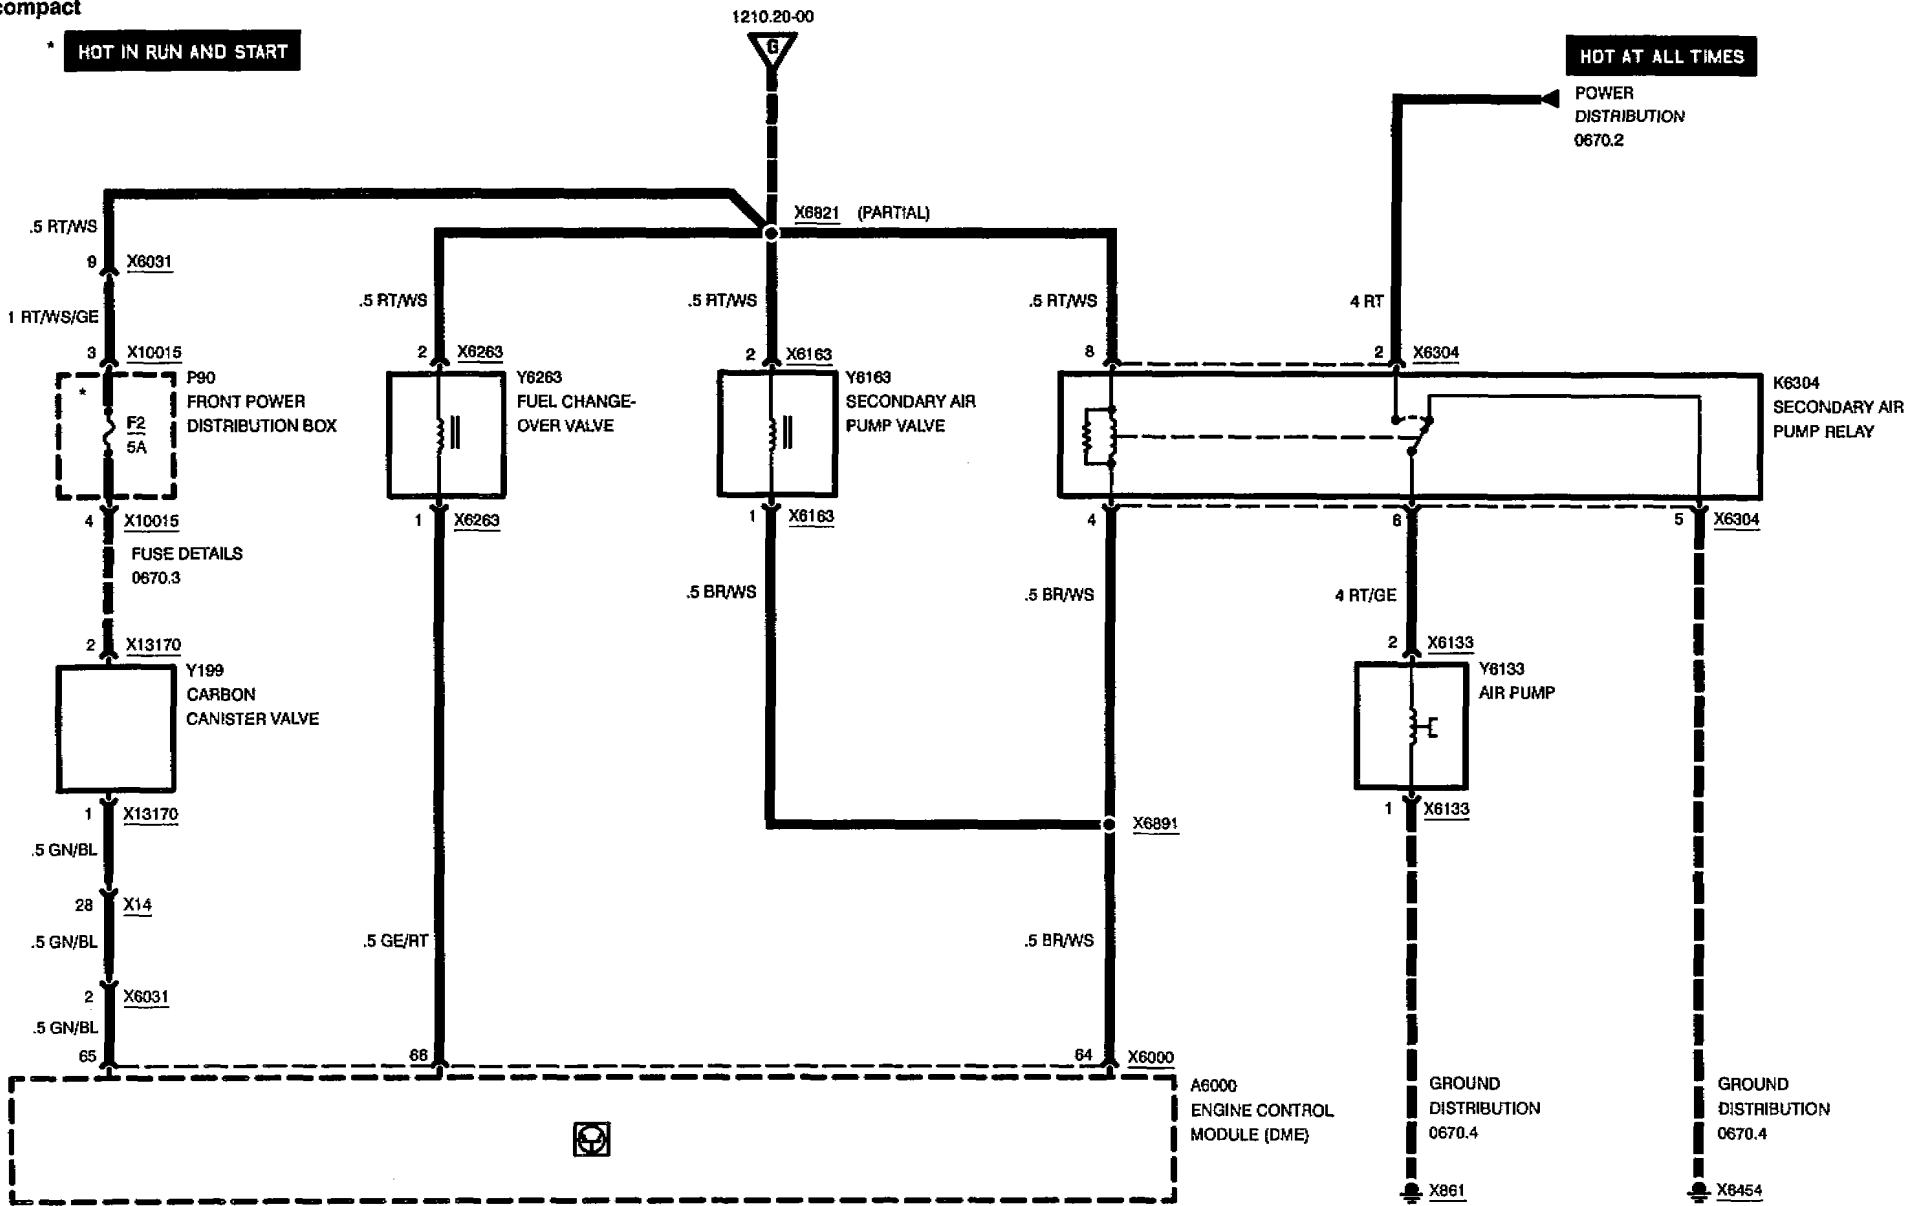 compact
1210.20-00
G
* HOT IN RUN AND START
HOT AT ALL TIMES
POWER
DISTRIBUTION
0670.2
X6821 (PARTIAL)
.5 RT/WS
9 X6031
1 RT/WS/GE
.5 RT/WS
.5 RT/WS
.5 RT/WS
4 RT
3 X10015
2 X6263
2 X6163
8
2 X6304
*
F2
5A
P90
FRONT POWER
DISTRIBUTION BOX
Y6263
FUEL CHANGE-
OVER VALVE
Y6163
SECONDARY AIR
PUMP VALVE
K6304
SECONDARY AIR
PUMP RELAY
4 X10015
1 X6263
1 X6163
4
6
5 X6304
FUSE DETAILS
0670.3
.5 BR/WS
.5 BR/WS
4 RT/GE
2 X13170
2 X6133
Y199
CARBON
CANISTER VALVE
Y6133
AIR PUMP
1 X13170
1 X6133
X6891
.5 GN/BL
28 X14
.5 GN/BL
.5 GE/RT
.5 BR/WS
2 X6031
.5 GN/BL
65
68
64 X6000
A6000
ENGINE CONTROL
MODULE (DME)
GROUND
DISTRIBUTION
0670.4
GROUND
DISTRIBUTION
0670.4
X861
X6454